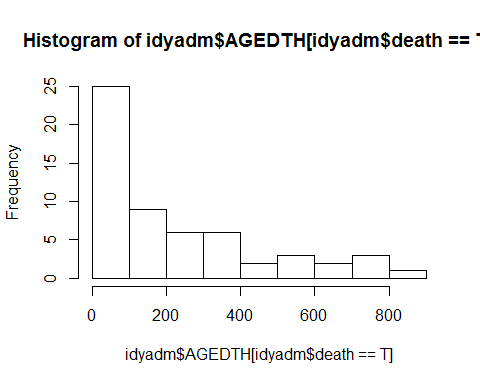 Histogram of idyadm$AGEDTH[idyadm$death == T
Frequency
25
20
15
10
5
0
0 200 400 600 800
idyadm$AGEDTH[idyadm$death == T]